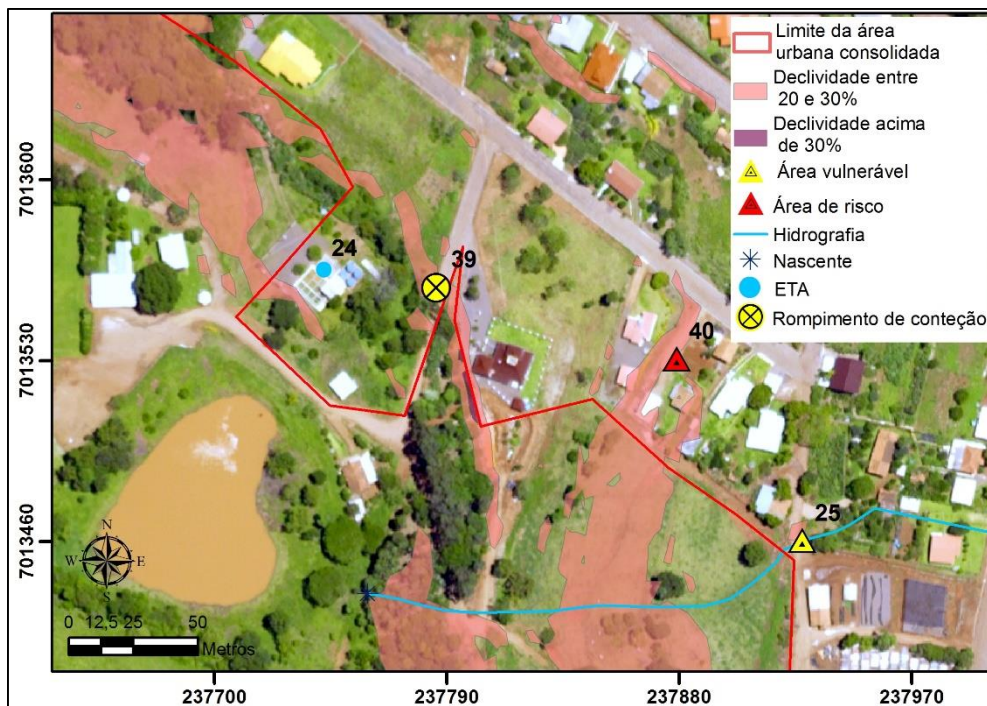 Limite da área
urbana consolidada
Declividade entre
20 e 30%
Declividade acima
de 30%
Área vulnerável
Área de risco
Hidrografia
Nascente
ETA
Rompimento de conteção
7013600
7013530
7013460
24
39
40
25
N
W E
S
0 12,5 25 50
Metros
237700 237790 237880 237970